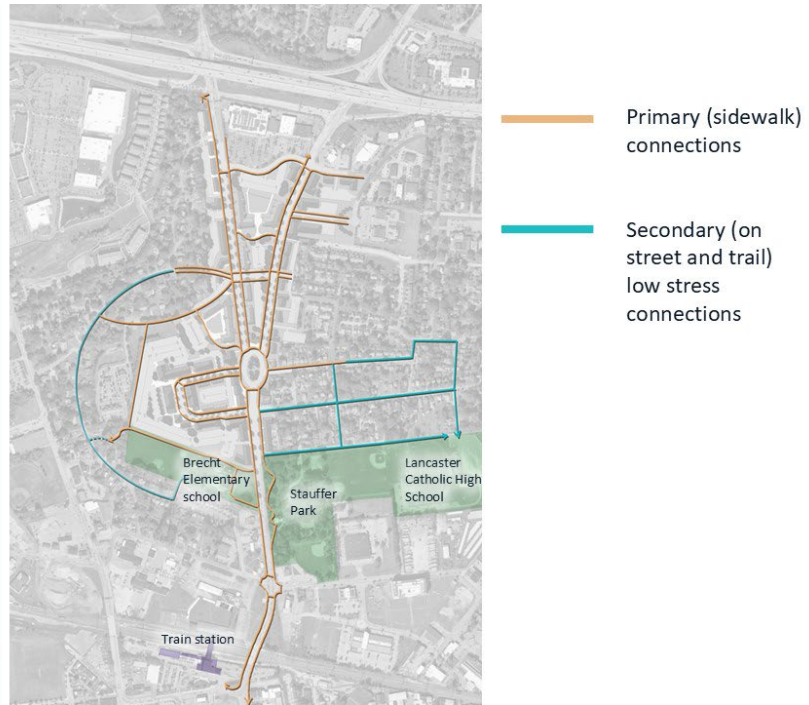 Primary (sidewalk)
connections
Secondary (on
street and trail)
low stress
connections
Brecht
Elementary
school
Stauffer
Park
Lancaster
Catholic High
School
Train station